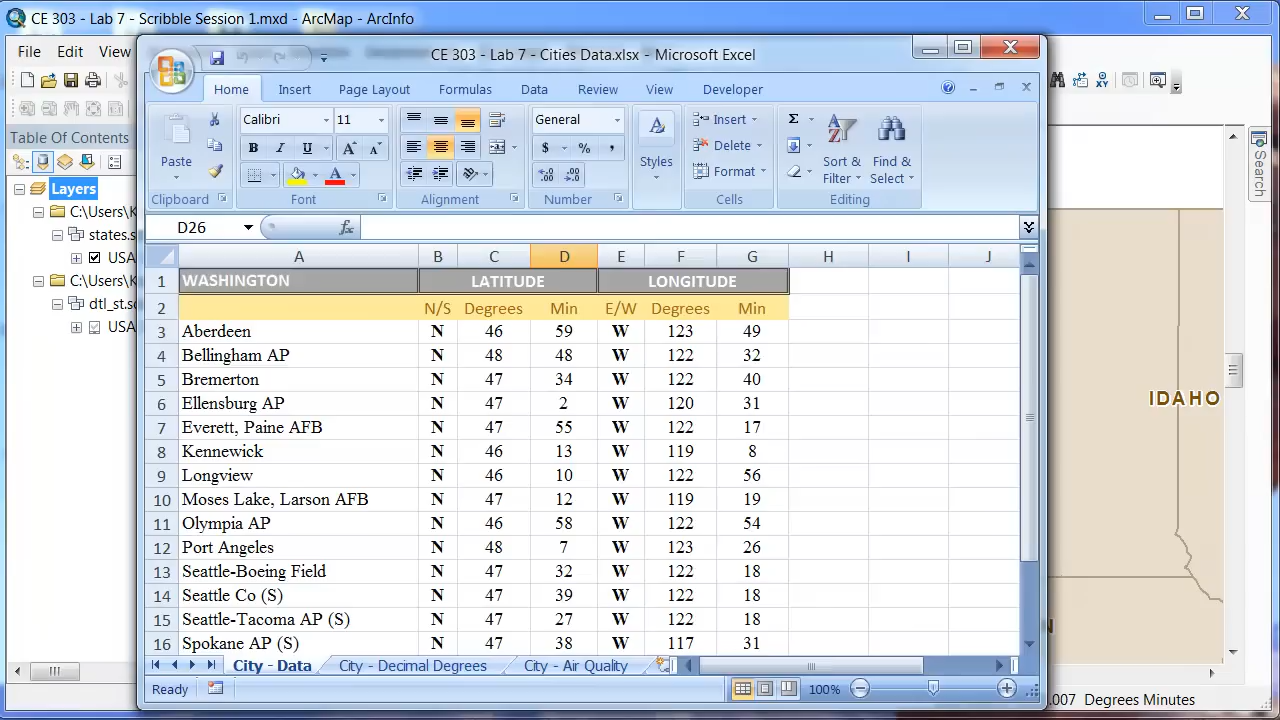 CE 303 - Lab 7 - Scribble Session 1.mxd - ArcMap - ArcInfo
File Edit View
Table Of Contents
Layers
C:\Users\K
states.s
USA
C:\Users\K
dtl_st.s
USA
CE 303 - Lab 7 - Cities Data.xlsx - Microsoft Excel
Home Insert Page Layout Formulas Data Review View Developer
Calibri 11 General Insert Σ
Paste B I U $ % , Styles Delete Sort & Filter Find & Select
A Format
Clipboard Font Alignment Number Cells Editing
D26 fx
A B C D E F G H I J
1 WASHINGTON LATITUDE LONGITUDE
2 N/S Degrees Min E/W Degrees Min
3 Aberdeen N 46 59 W 123 49
4 Bellingham AP N 48 48 W 122 32
5 Bremerton N 47 34 W 122 40
6 Ellensburg AP N 47 2 W 120 31
7 Everett, Paine AFB N 47 55 W 122 17
8 Kennewick N 46 13 W 119 8
9 Longview N 46 10 W 122 56
10 Moses Lake, Larson AFB N 47 12 W 119 19
11 Olympia AP N 46 58 W 122 54
12 Port Angeles N 48 7 W 123 26
13 Seattle-Boeing Field N 47 32 W 122 18
14 Seattle Co (S) N 47 39 W 122 18
15 Seattle-Tacoma AP (S) N 47 27 W 122 18
16 Spokane AP (S) N 47 38 W 117 31
City - Data City - Decimal Degrees City - Air Quality
Ready 100%
Search
IDAHO
N
.007 Degrees Minutes